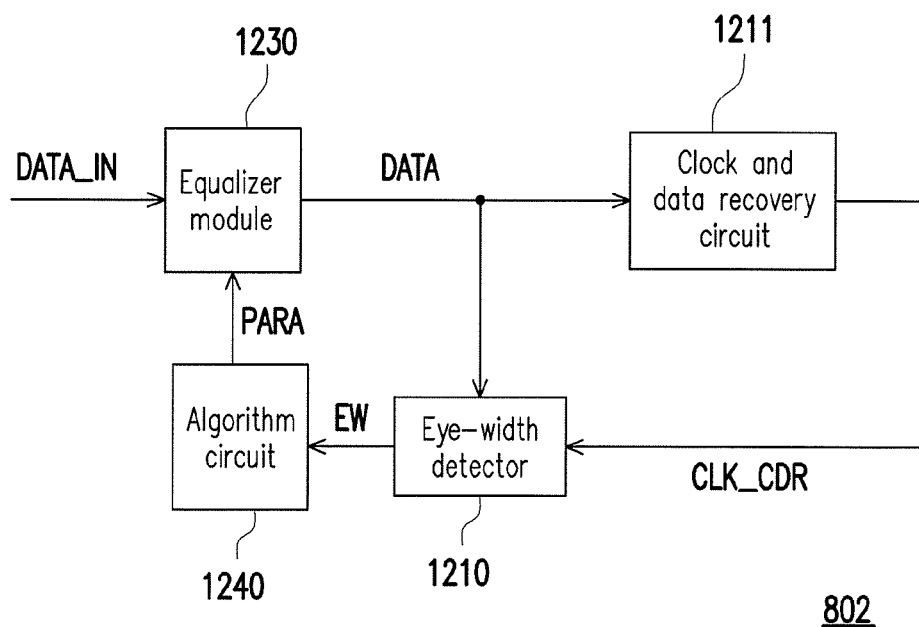 1230
1211
DATA_IN
Equalizer
module
DATA
Clock and
data recovery
circuit
PARA
Algorithm
circuit
EW
Eye-width
detector
CLK_CDR
1240
1210
802